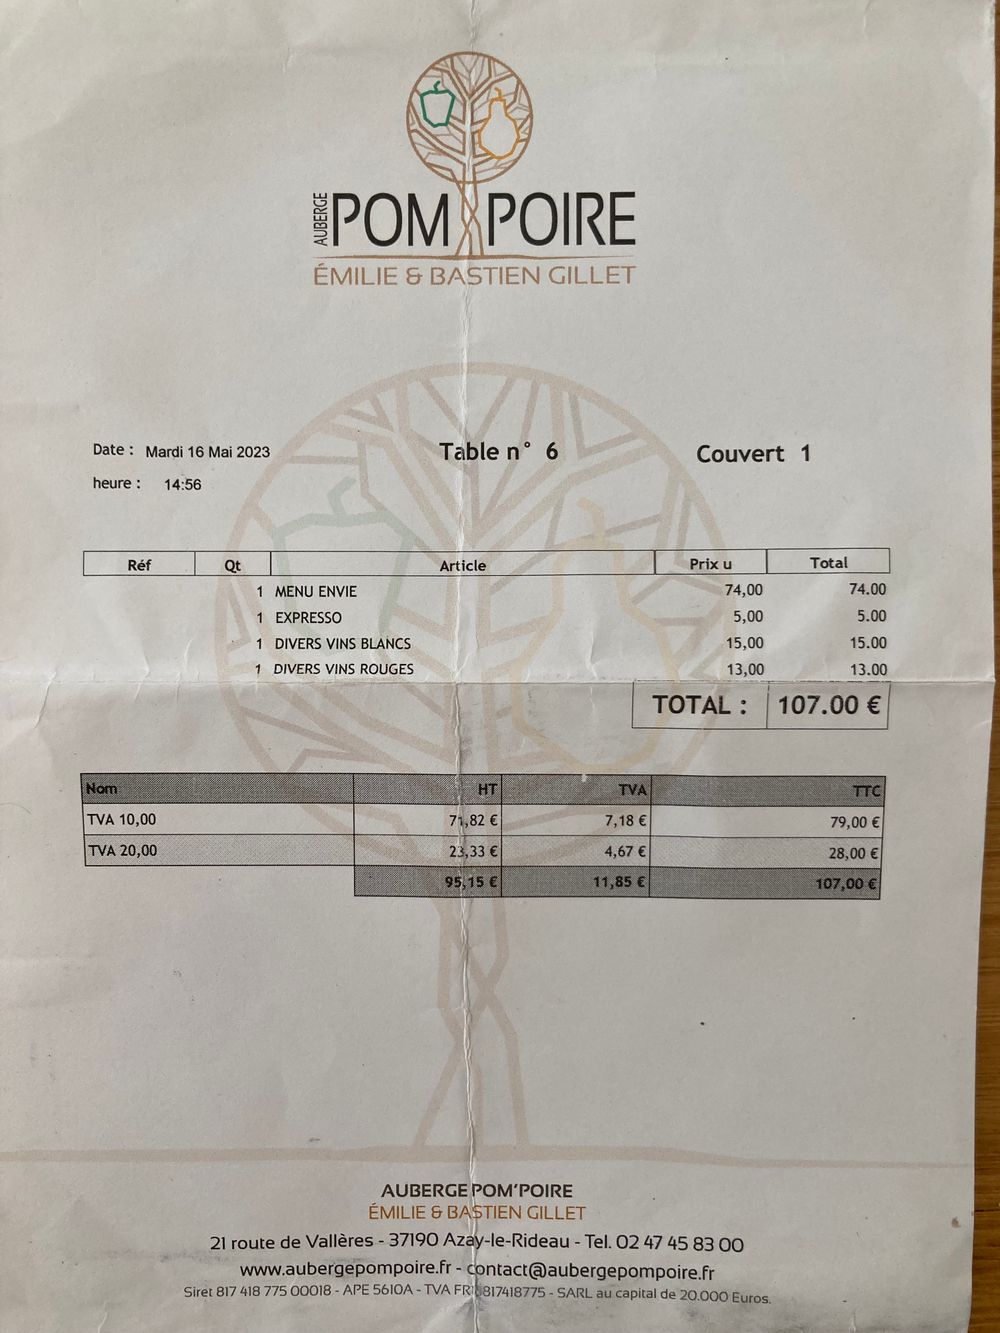 AUBERGE POM POIRE
ÉMILIE & BASTIEN GILLET
Date : Mardi 16 Mai 2023 Table n° 6 Couvert 1
heure : 14:56
Réf Qt Article Prix u Total
1 MENU ENVIE 74,00 74.00
1 EXPRESSO 5,00 5.00
1 DIVERS VINS BLANCS 15,00 15.00
1 DIVERS VINS ROUGES 13,00 13.00
TOTAL : 107.00 €
Nom HT TVA TTC
TVA 10,00 71,82 € 7,18 € 79,00 €
TVA 20,00 23,33 € 4,67 € 28,00 €
95,15 € 11,85 € 107,00 €
AUBERGE POM'POIRE
ÉMILIE & BASTIEN GILLET
21 route de Vallères - 37190 Azay-le-Rideau - Tel. 02 47 45 83 00
www.aubergepompoire.fr - contact@aubergepompoire.fr
Siret 817 418 775 00018 - APE 5610A - TVA 817418775 - SARL au capital de 20.000 Euros.